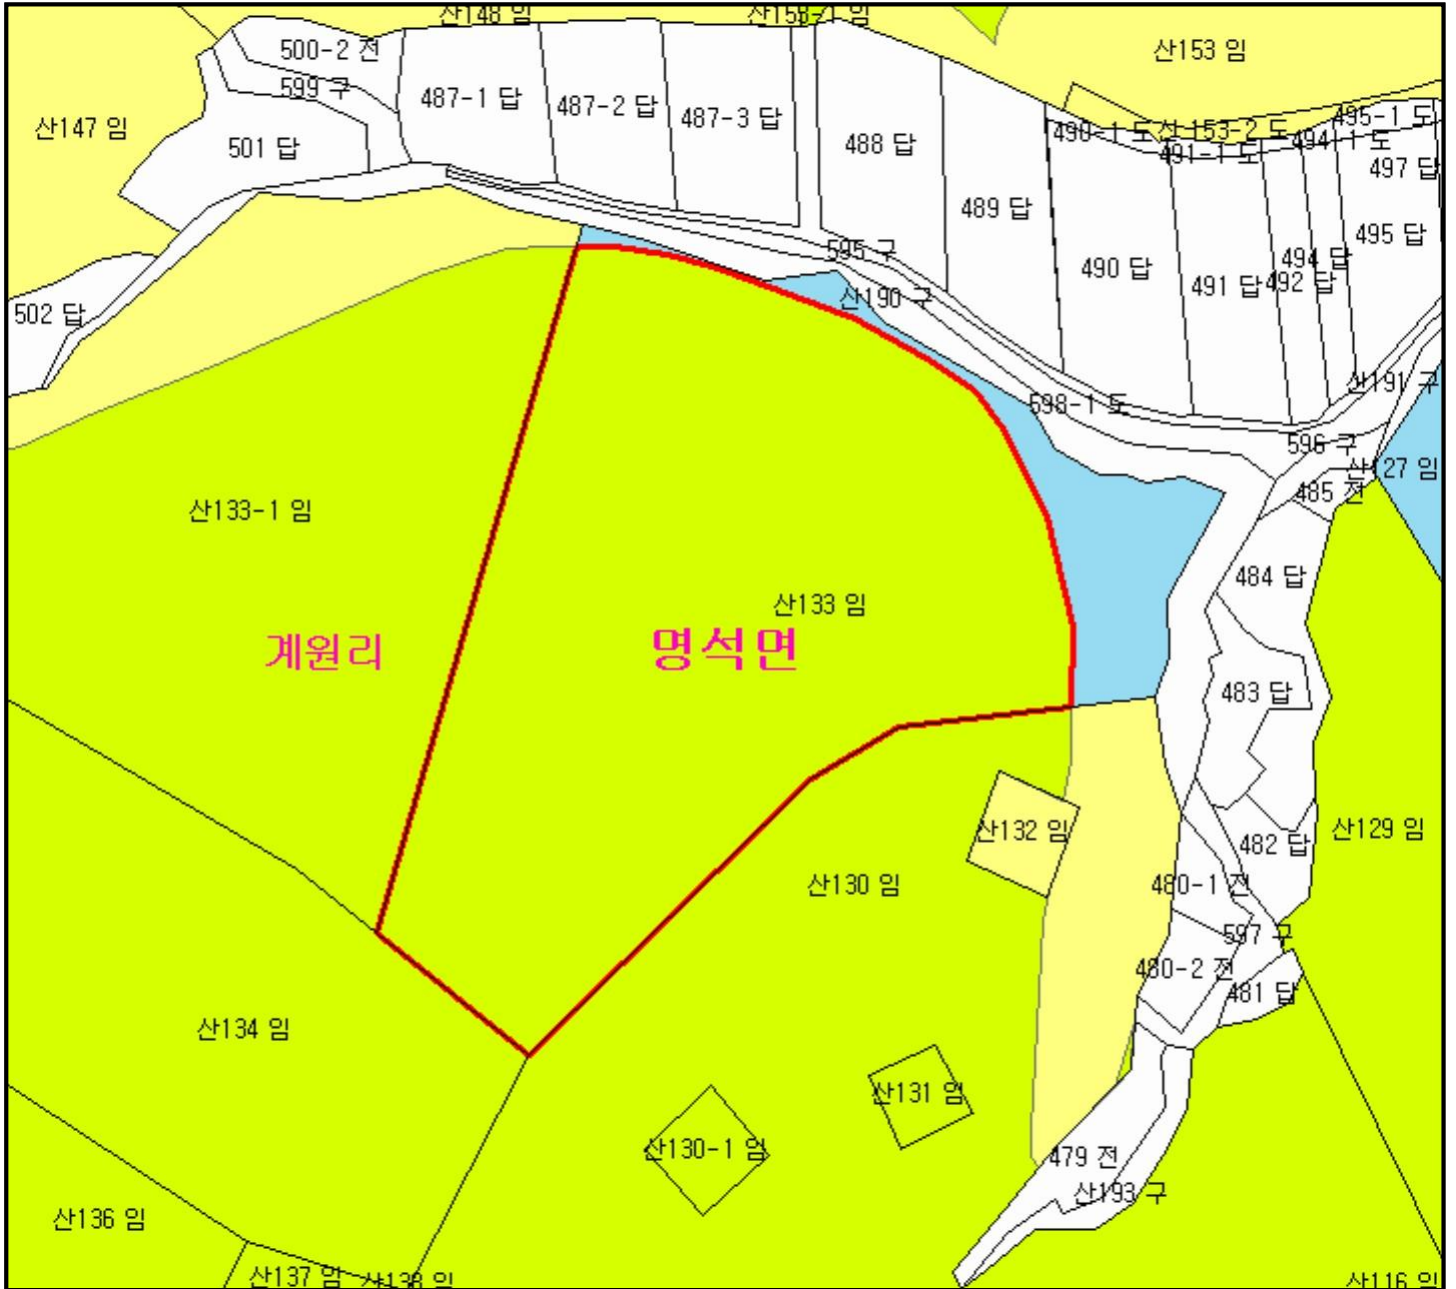 산148 임
산153-1 임
산153 임
500-2 전
599 구
487-1 답
487-2 답
487-3 답
495-1 도
산147 임
501 답
488 답
490-1 도
산 153-2 도
494-1 도
491-1 도
497 답
489 답
595 구
495 답
490 답
494 답
491 답
492 답
산190 구
502 답
산191 구
598-1 도
596 구
산127 임
485 전
산133-1 임
484 답
산133 임
계원리
명석면
483 답
산132 임
산129 임
482 답
산130 임
480-1 전
597 구
480-2 전
481 답
산134 임
산131 임
산130-1 임
479 전
산193 구
산136 임
산137 임
산138 임
산116 임